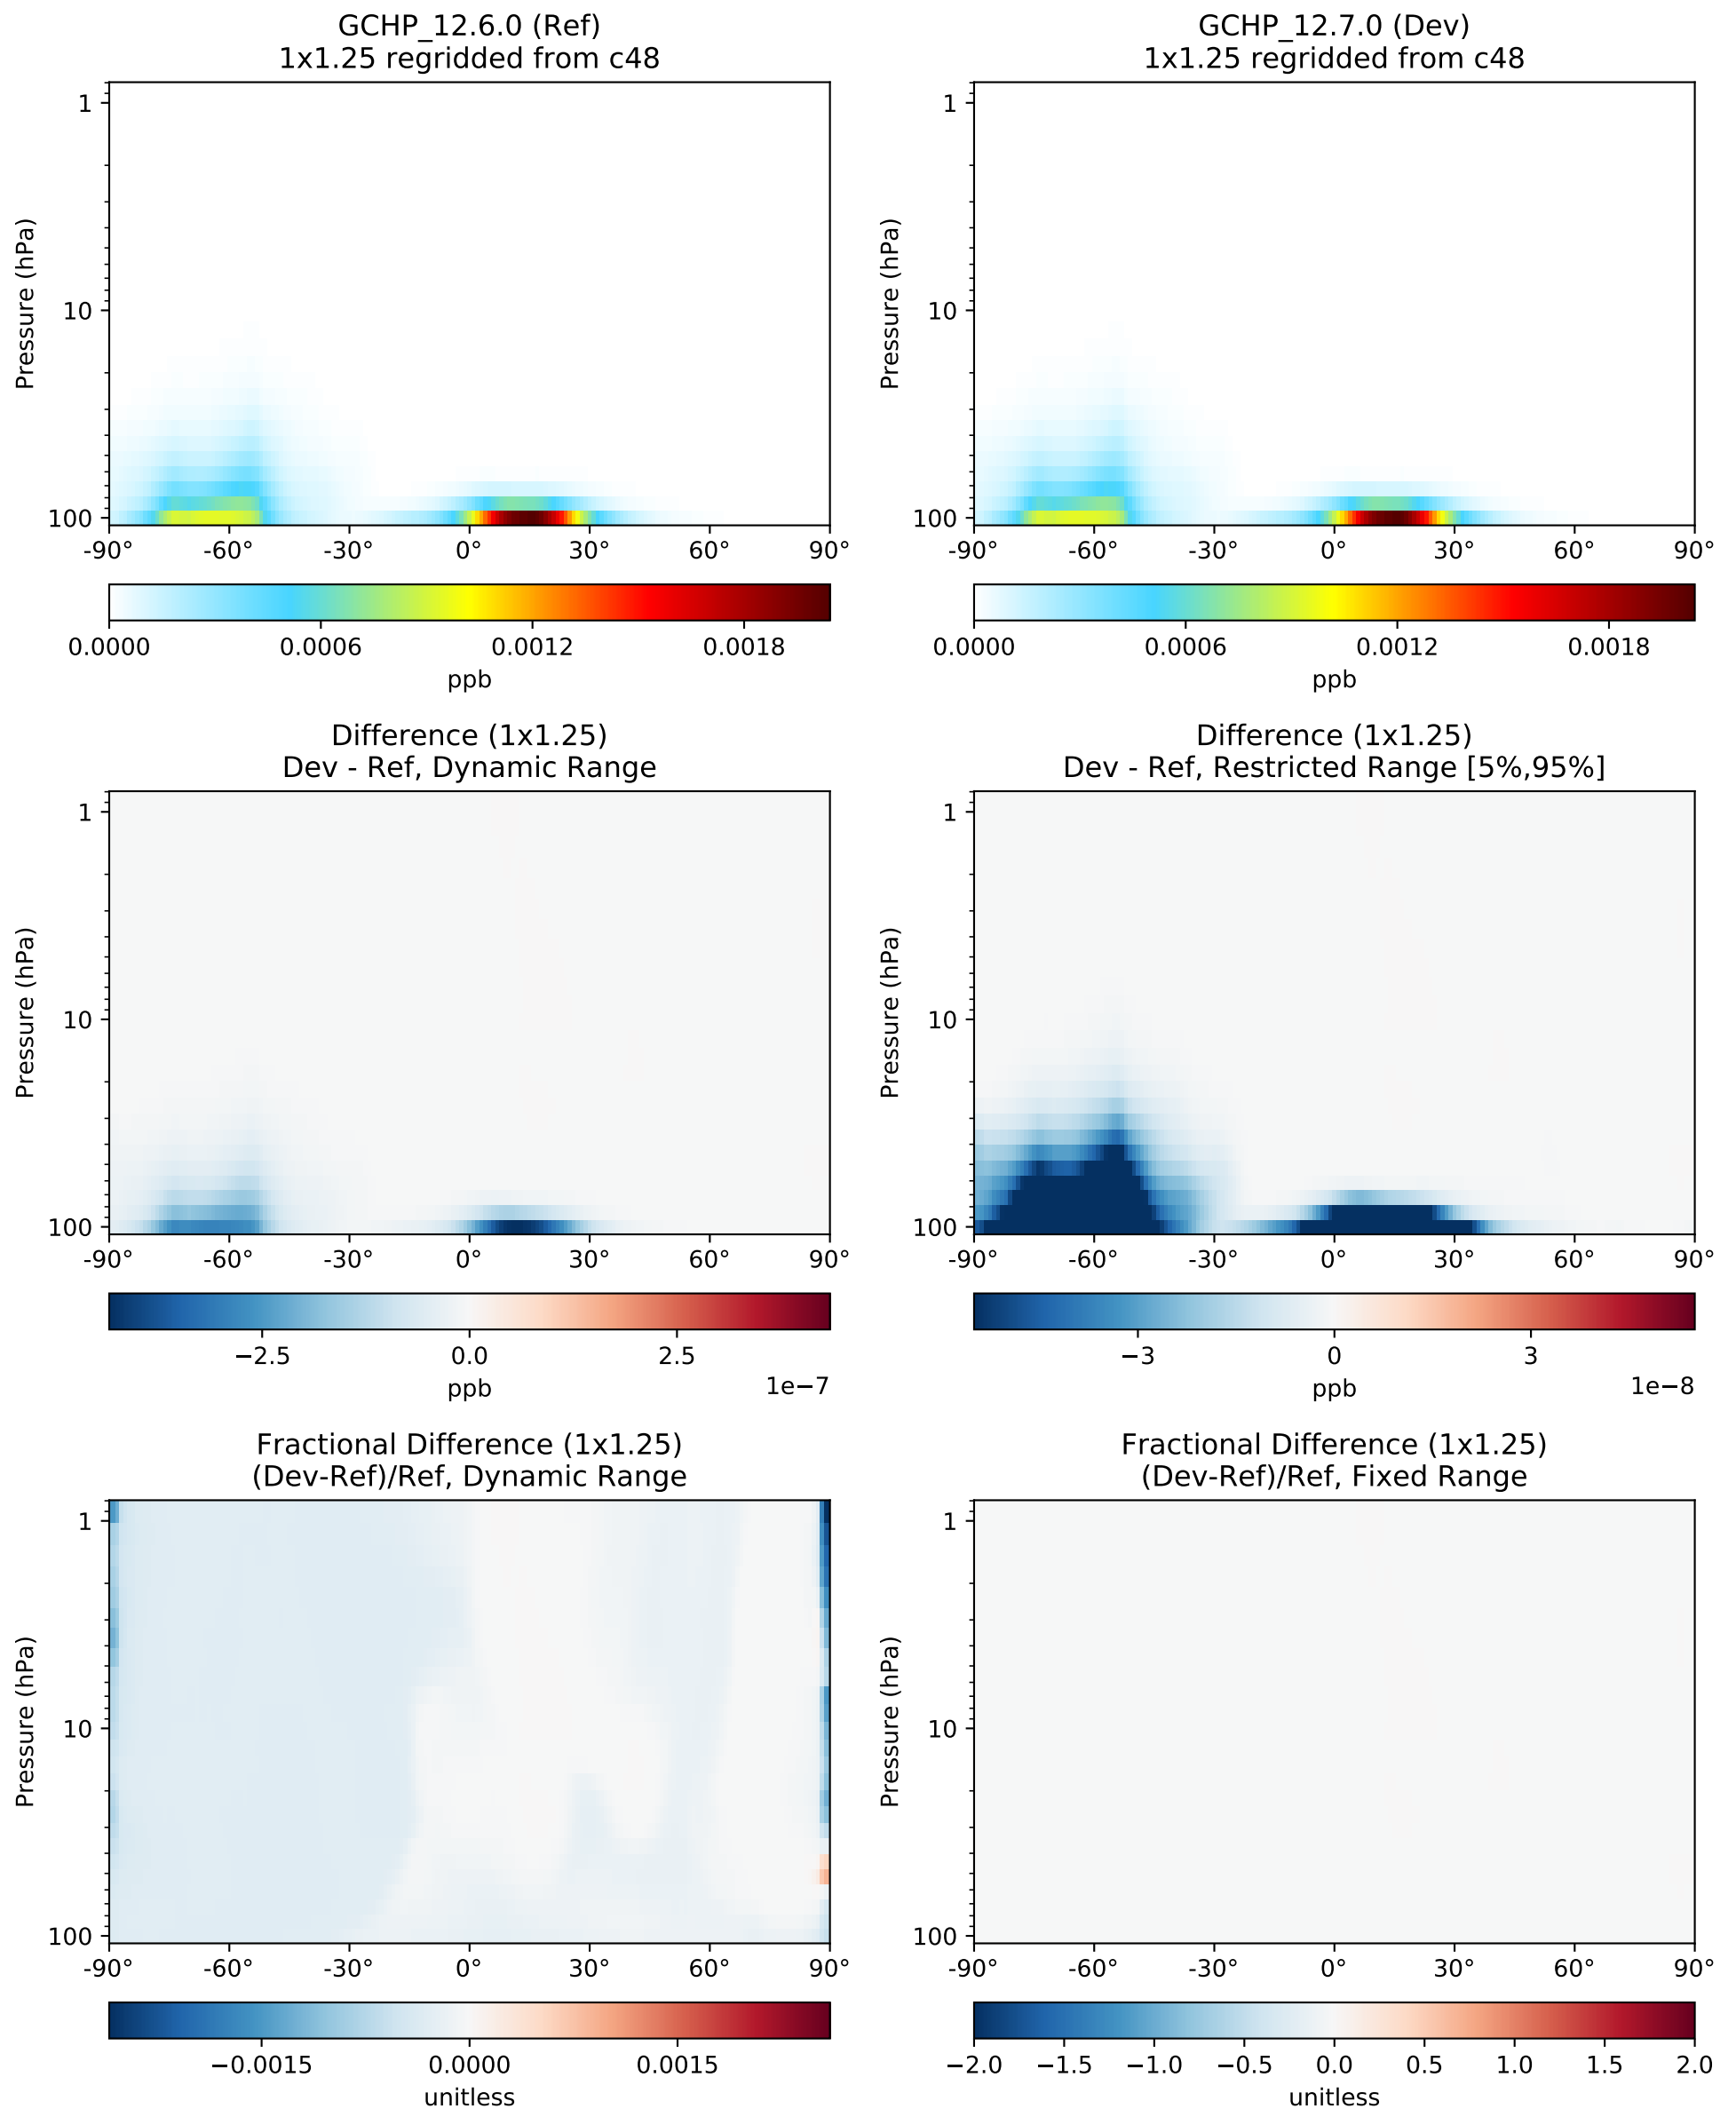 GCHP_12.6.0 (Ref)
1x1.25 regridded from c48
Pressure (hPa)
1
10
100
-90° -60° -30° 0° 30° 60° 90°
0.0000 0.0006 0.0012 0.0018
ppb
GCHP_12.7.0 (Dev)
1x1.25 regridded from c48
Pressure (hPa)
1
10
100
-90° -60° -30° 0° 30° 60° 90°
0.0000 0.0006 0.0012 0.0018
ppb
Difference (1x1.25)
Dev - Ref, Dynamic Range
Pressure (hPa)
1
10
100
-90° -60° -30° 0° 30° 60° 90°
−2.5 0.0 2.5
ppb 1e−7
Difference (1x1.25)
Dev - Ref, Restricted Range [5%,95%]
Pressure (hPa)
1
10
100
-90° -60° -30° 0° 30° 60° 90°
−3 0 3
ppb 1e−8
Fractional Difference (1x1.25)
(Dev-Ref)/Ref, Dynamic Range
Pressure (hPa)
1
10
100
-90° -60° -30° 0° 30° 60° 90°
−0.0015 0.0000 0.0015
unitless
Fractional Difference (1x1.25)
(Dev-Ref)/Ref, Fixed Range
Pressure (hPa)
1
10
100
-90° -60° -30° 0° 30° 60° 90°
−2.0 −1.5 −1.0 −0.5 0.0 0.5 1.0 1.5 2.0
unitless